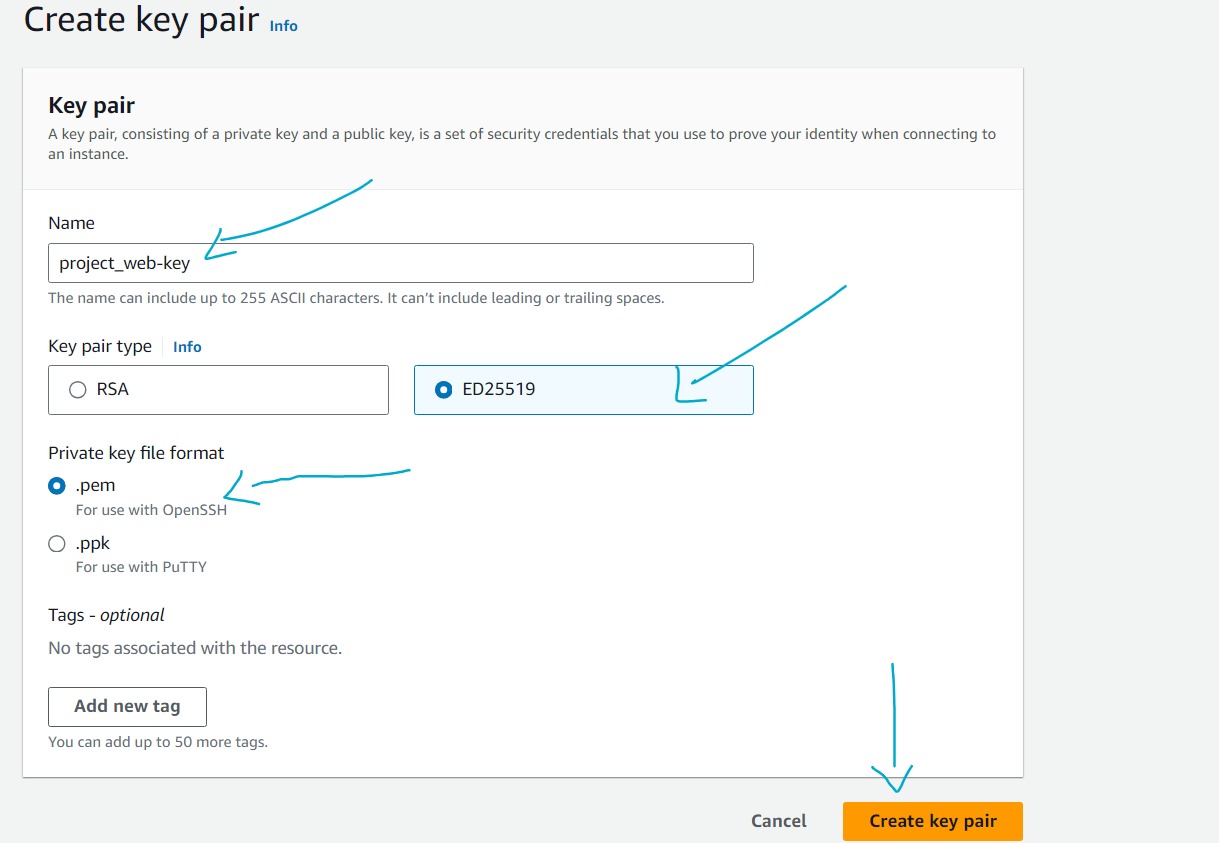 Create key pair Info
Key pair
A key pair, consisting of a private key and a public key, is a set of security credentials that you use to prove your identity when connecting to
an instance.
Name
project_web-key
The name can include up to 255 ASCII characters. It can’t include leading or trailing spaces.
Key pair type Info
RSA ED25519
Private key file format
.pem
For use with OpenSSH
.ppk
For use with PuTTY
Tags - optional
No tags associated with the resource.
Add new tag
You can add up to 50 more tags.
Cancel Create key pair